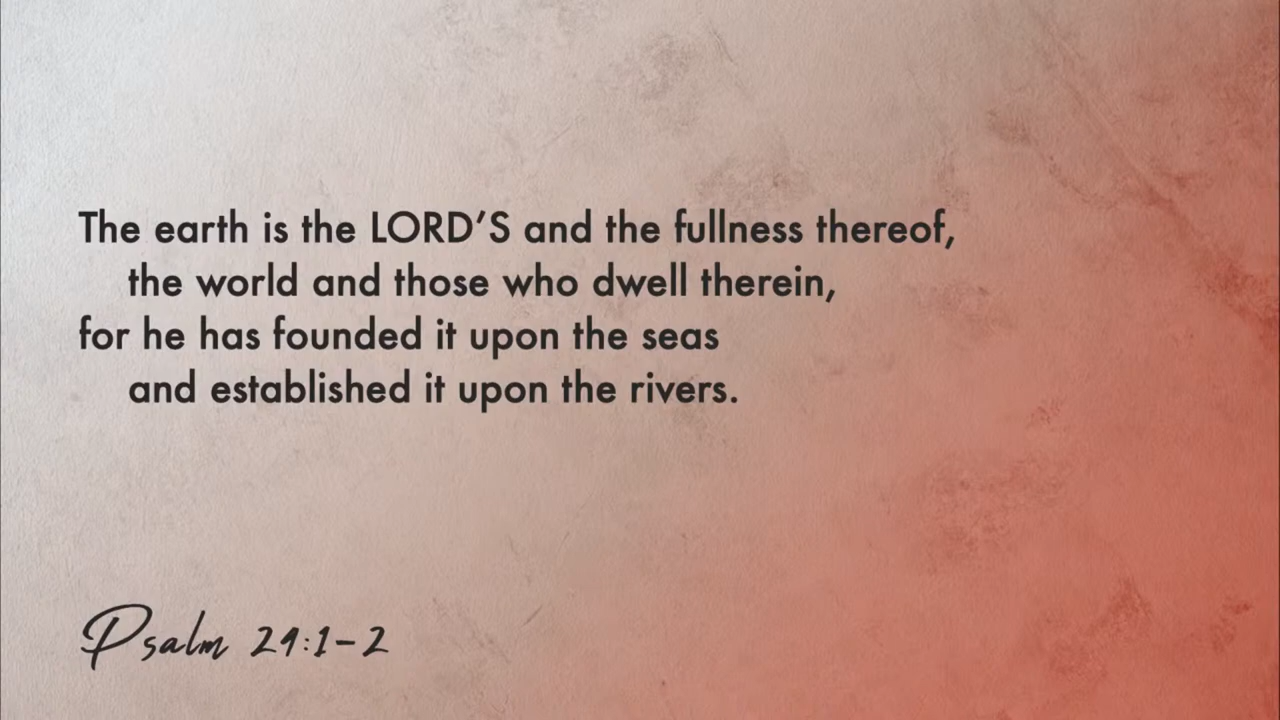 The earth is the LORD’S and the fullness thereof,
the world and those who dwell therein,
for he has founded it upon the seas
and established it upon the rivers.
Psalm 24:1-2